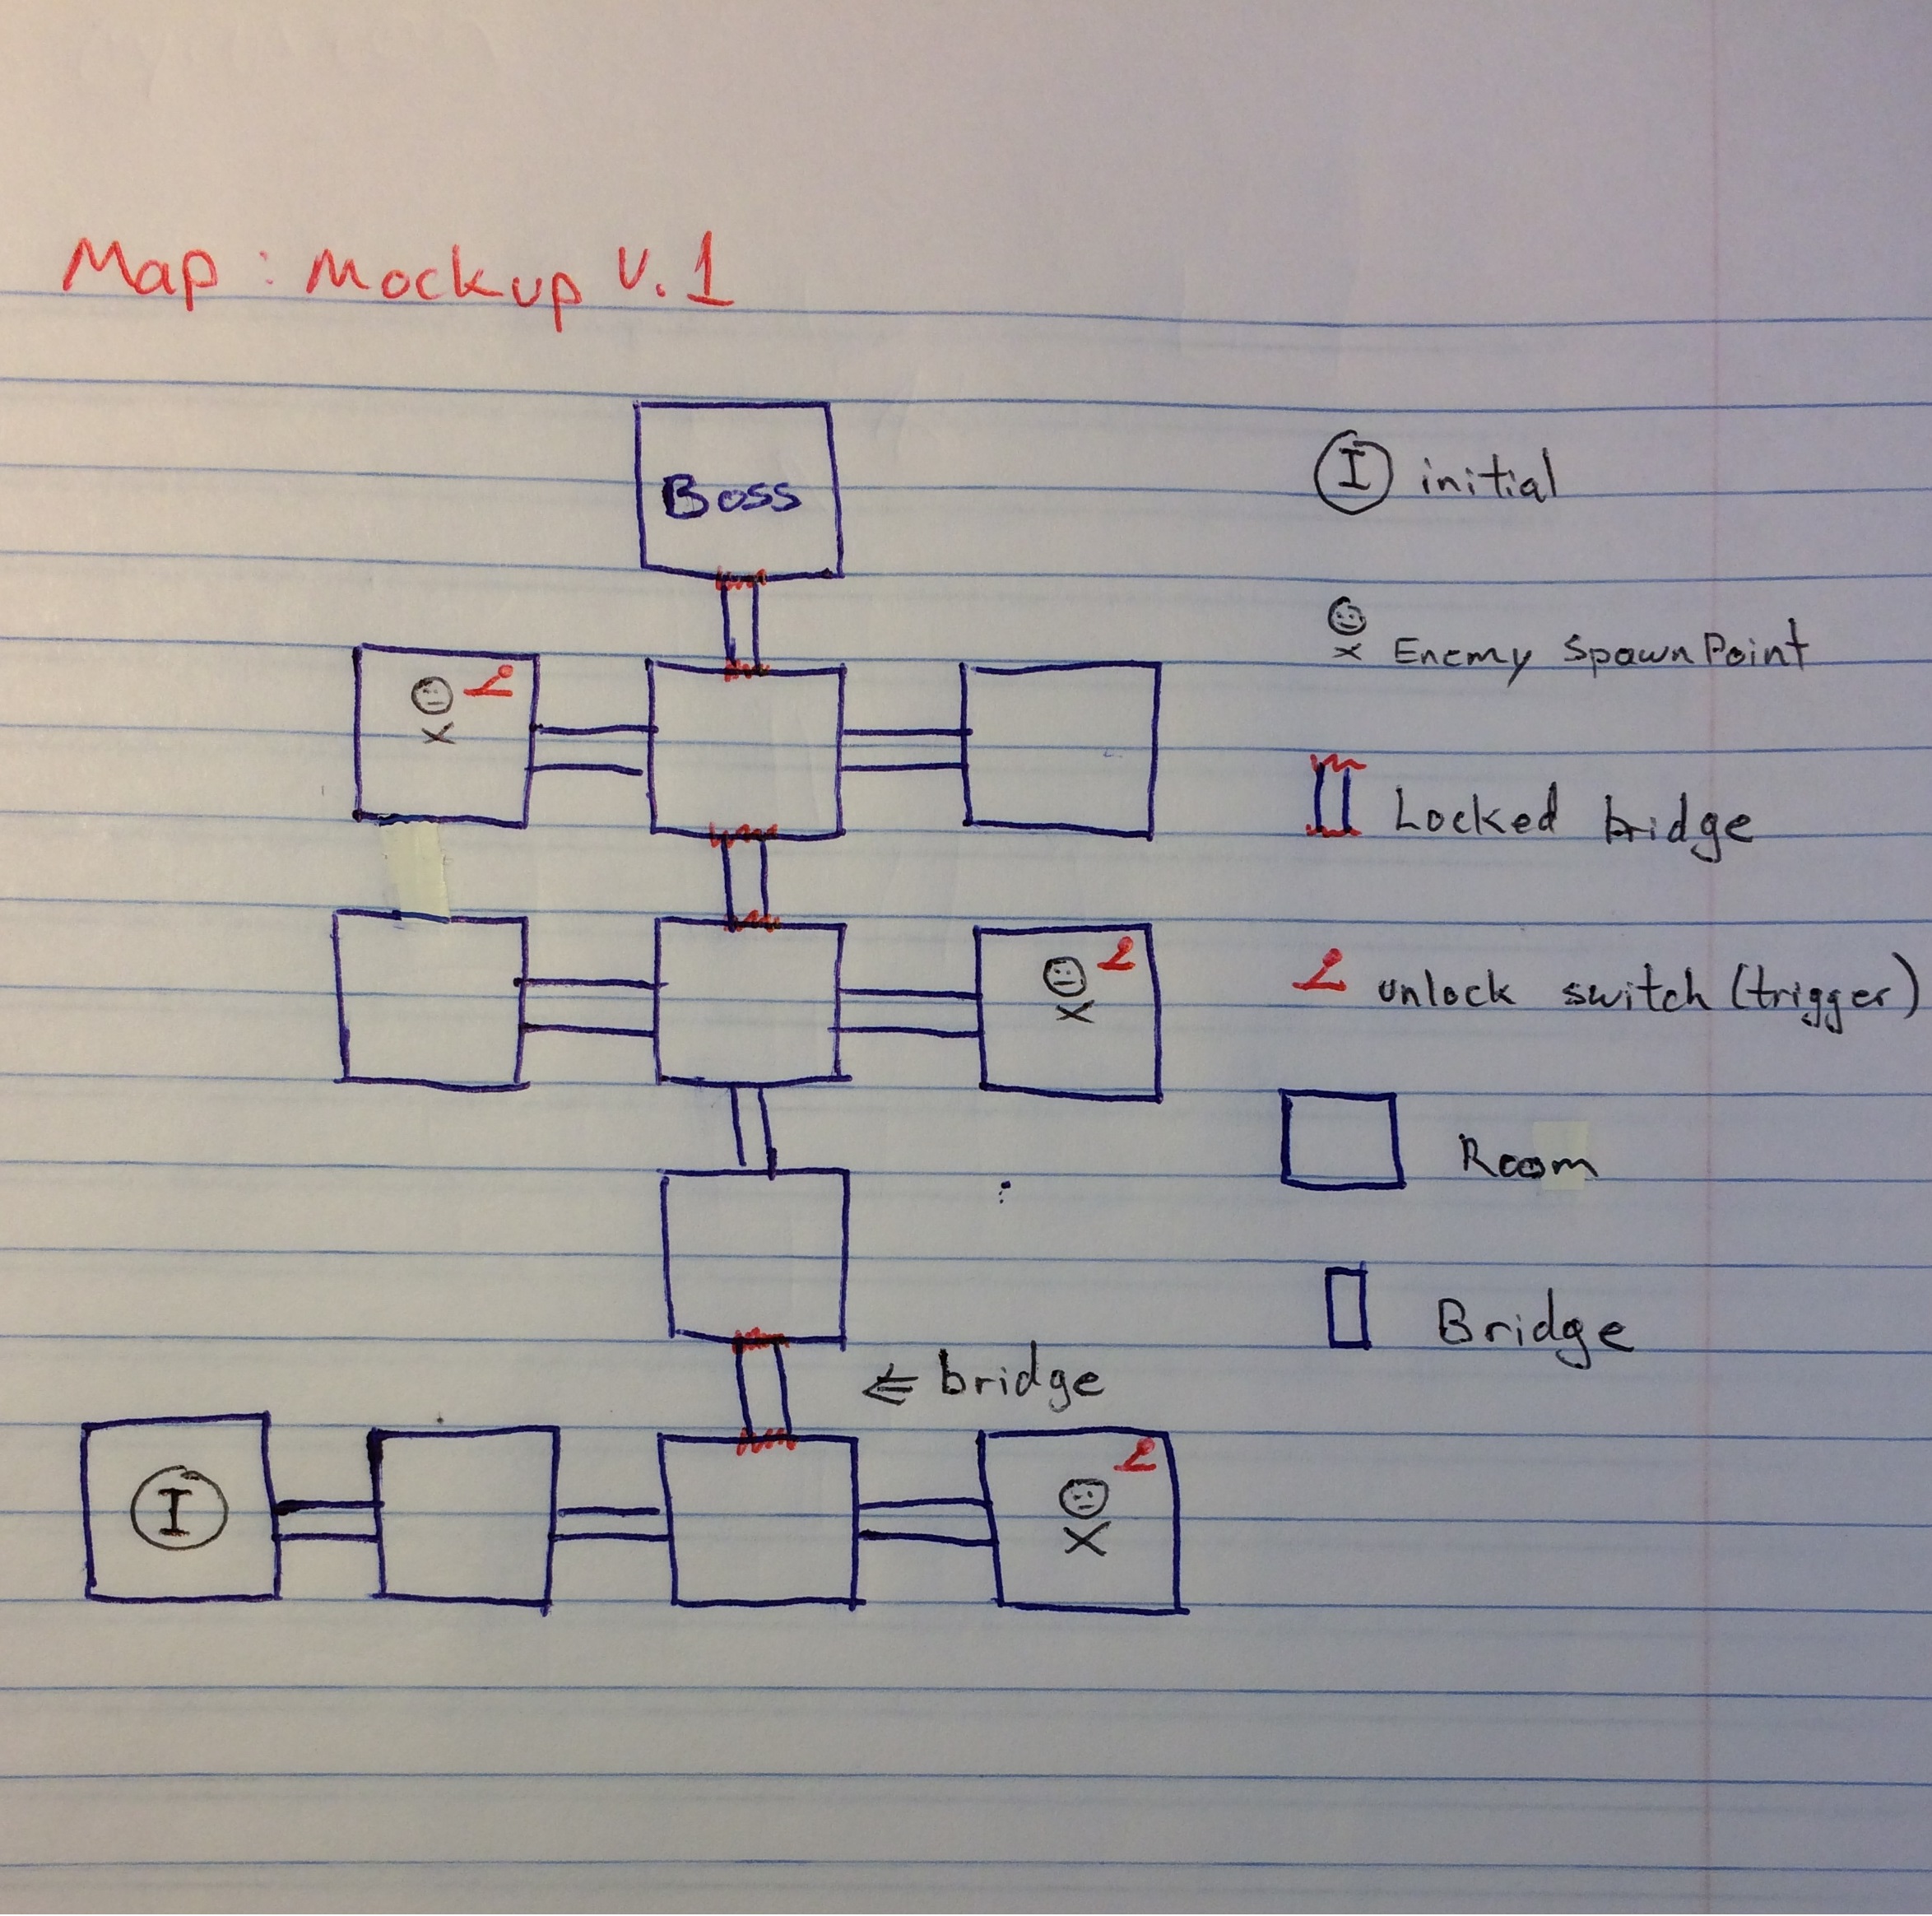 Map : Mockup V.1
Boss
I
X
X
X
⇐ bridge
I initial
X Enemy Spawn Point
Locked bridge
unlock switch (trigger)
Room
Bridge